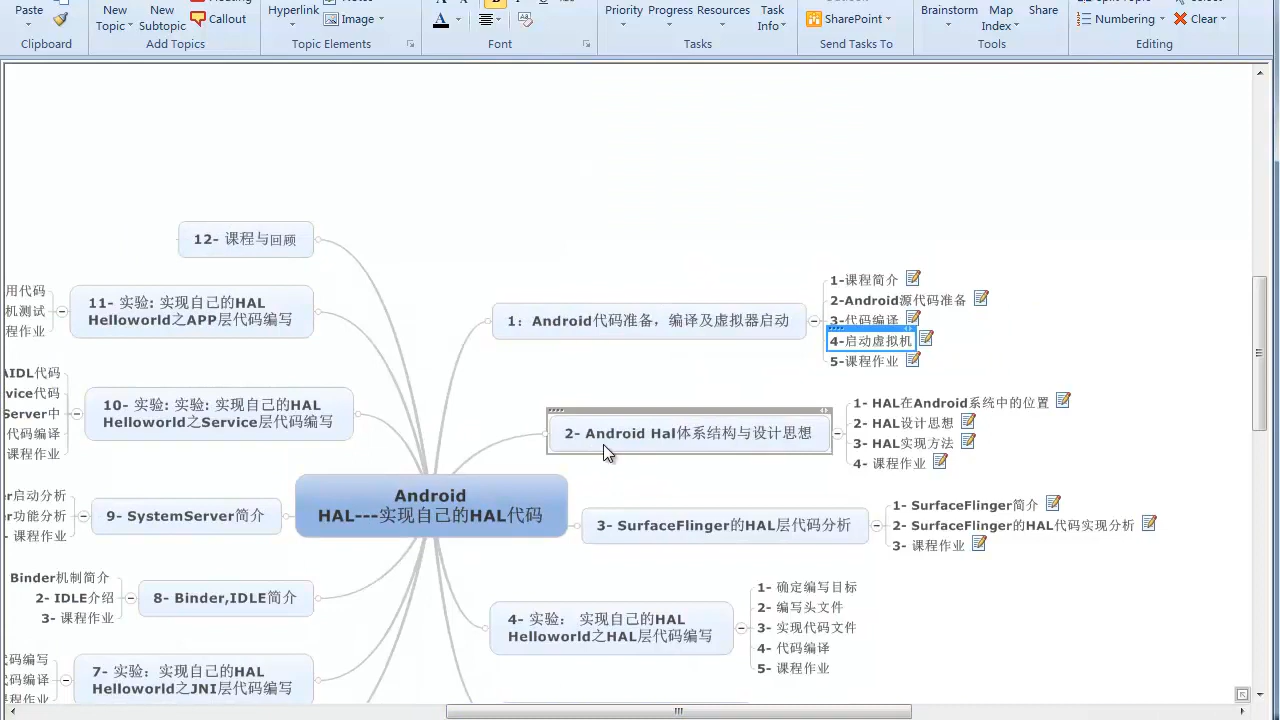 Paste
New Topic
New Subtopic
Callout
Hyperlink
Image
Priority
Progress
Resources
Task Info
SharePoint
Brainstorm
Map Index
Share
Numbering
Clear
Clipboard
Add Topics
Topic Elements
Font
Tasks
Send Tasks To
Tools
Editing
12- 课程与回顾
11- 实验: 实现自己的HAL
Helloworld之APP层代码编写
用代码
机测试
程作业
10- 实验: 实验: 实现自己的HAL
Helloworld之Service层代码编写
AIDL代码
vice代码
Server中
代码编译
程作业
9- SystemServer简介
er启动分析
er功能分析
- 课程作业
8- Binder,IDLE简介
Binder机制简介
2- IDLE介绍
3- 课程作业
7- 实验: 实现自己的HAL
Helloworld之JNI层代码编写
代码编写
代码编译
程作业
Android
HAL---实现自己的HAL代码
1: Android代码准备，编译及虚拟器启动
1-课程简介
2-Android源代码准备
3-代码编译
4-启动虚拟机
5-课程作业
2- Android Hal体系结构与设计思想
1- HAL在Android系统中的位置
2- HAL设计思想
3- HAL实现方法
4- 课程作业
3- SurfaceFlinger的HAL层代码分析
1- SurfaceFlinger简介
2- SurfaceFlinger的HAL代码实现分析
3- 课程作业
4- 实验: 实现自己的HAL
Helloworld之HAL层代码编写
1- 确定编写目标
2- 编写头文件
3- 实现代码文件
4- 代码编译
5- 课程作业